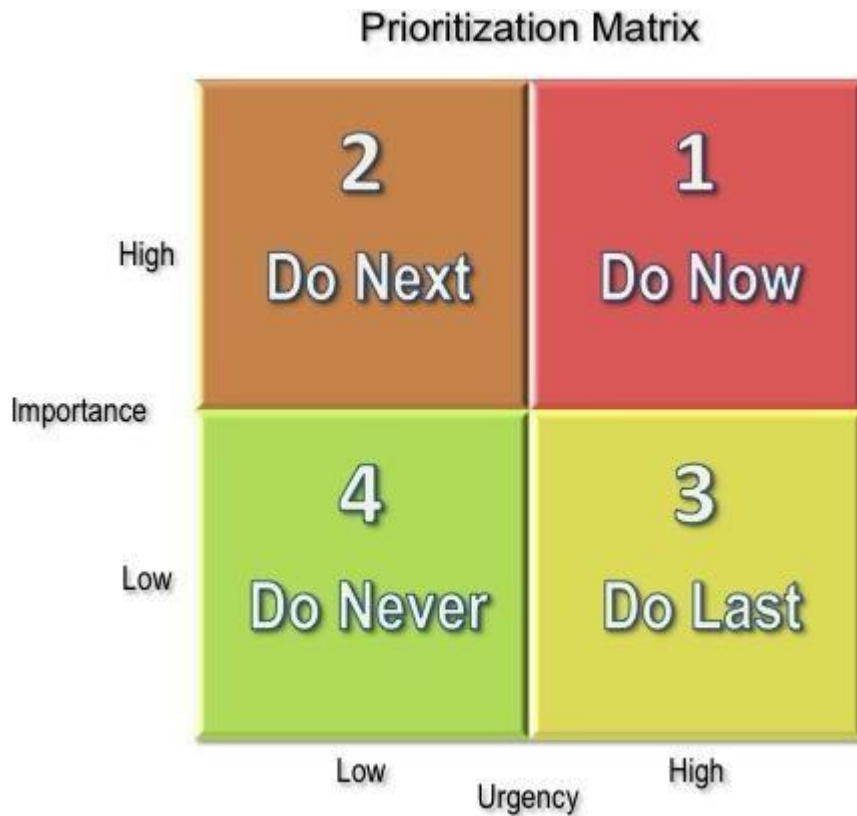 Prioritization Matrix
2
Do Next
1
Do Now
High
Importance
4
Do Never
3
Do Last
Low
Low
High
Urgency